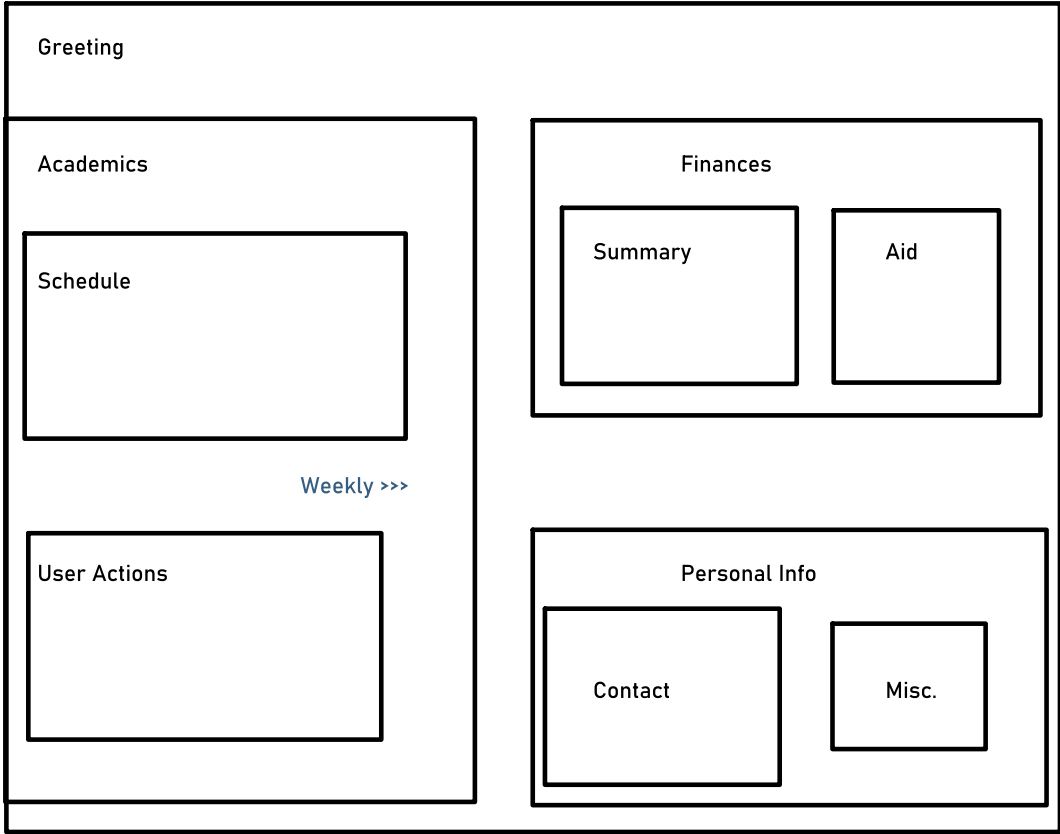 Greeting
Academics
Schedule
Weekly >>>
User Actions
Finances
Summary
Aid
Personal Info
Contact
Misc.